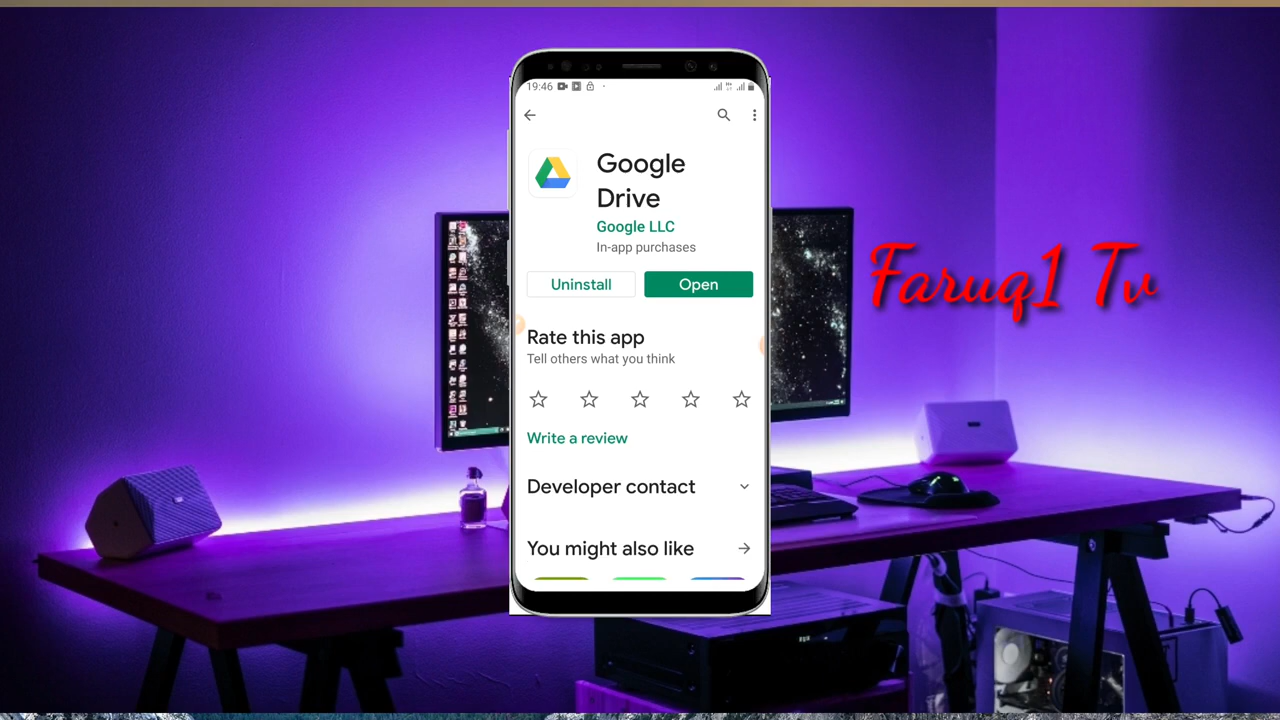 19:46
Google
Drive
Google LLC
In-app purchases
Uninstall
Open
Rate this app
Tell others what you think
Write a review
Developer contact
You might also like
Faruq1 Tv